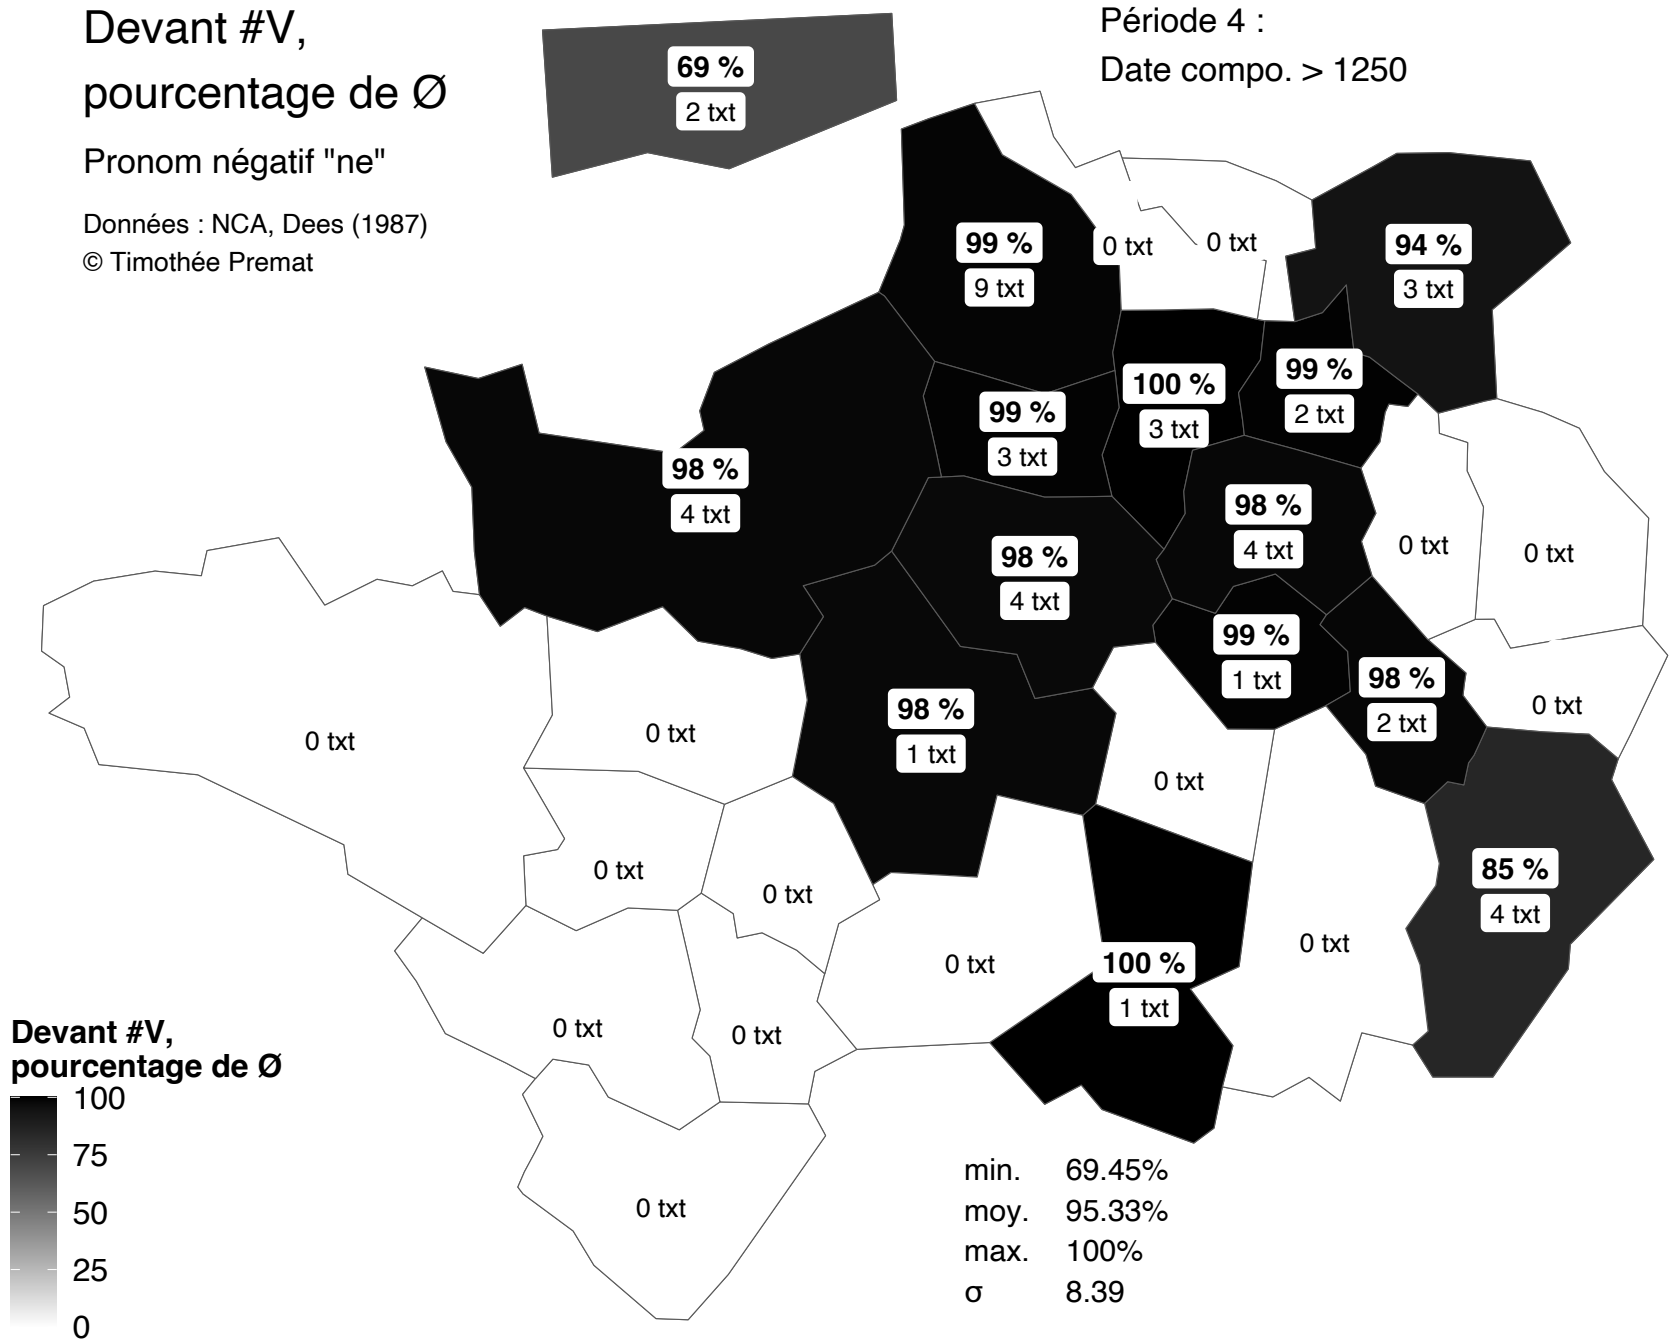 Devant #V,
pourcentage de Ø
Pronom négatif "ne"
Données : NCA, Dees (1987)
© Timothée Premat
Période 4 :
Date compo. > 1250
69 %
2 txt
99 %
9 txt
0 txt
0 txt
94 %
3 txt
99 %
3 txt
100 %
3 txt
99 %
2 txt
98 %
4 txt
98 %
4 txt
98 %
4 txt
0 txt
0 txt
99 %
1 txt
98 %
2 txt
0 txt
0 txt
0 txt
98 %
1 txt
0 txt
0 txt
0 txt
85 %
4 txt
0 txt
100 %
1 txt
0 txt
0 txt
0 txt
0 txt
Devant #V,
pourcentage de Ø
100
75
50
25
0
min. 69.45%
moy. 95.33%
max. 100%
σ 8.39